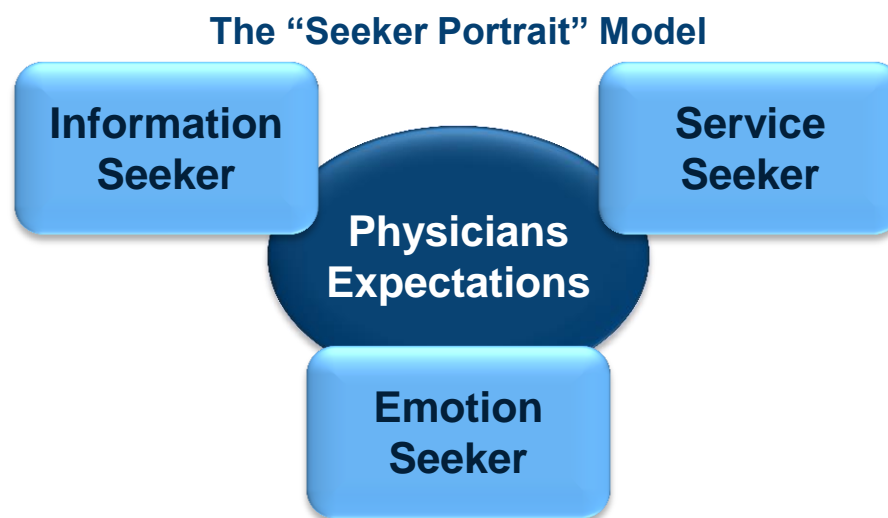 The “Seeker Portrait” Model
Information
Seeker
Service
Seeker
Physicians
Expectations
Emotion
Seeker